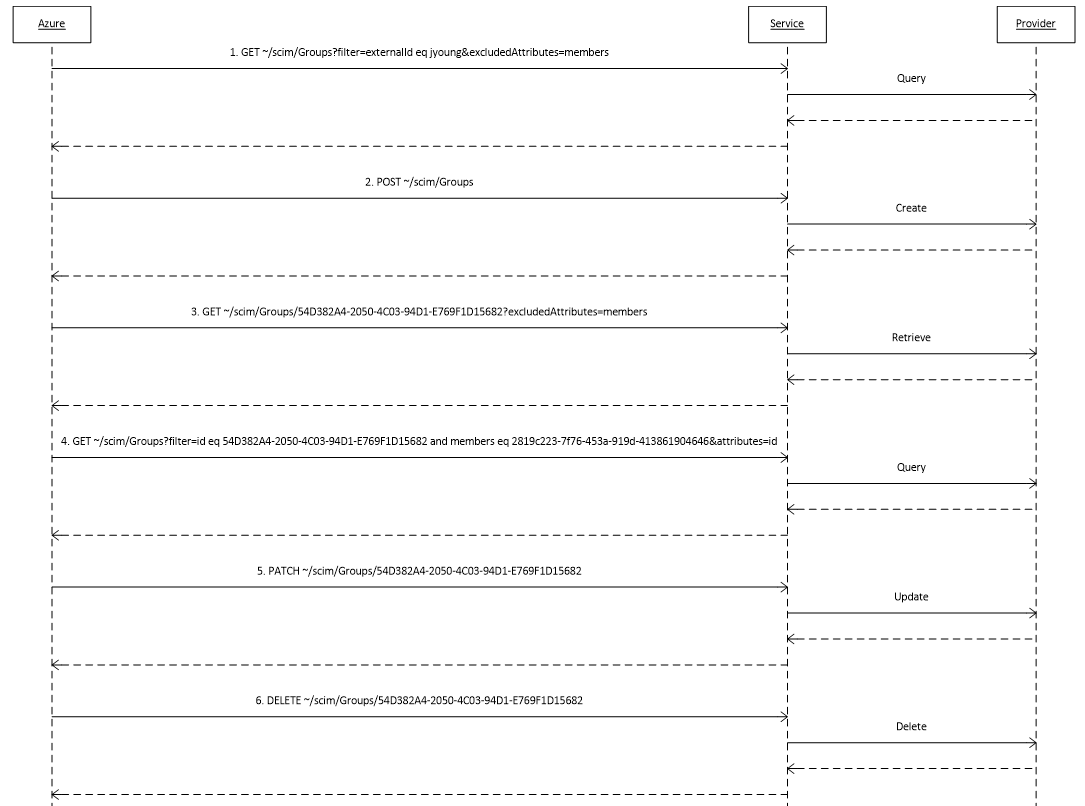 Azure
Service
Provider
1. GET ~/scim/Groups?filter=externalId eq jyoung&excludedAttributes=members
Query
2. POST ~/scim/Groups
Create
3. GET ~/scim/Groups/54D382A4-2050-4C03-94D1-E769F1D15682?excludedAttributes=members
Retrieve
4. GET ~/scim/Groups?filter=id eq 54D382A4-2050-4C03-94D1-E769F1D15682 and members eq 2819c223-7f76-453a-919d-413861904646&attributes=id
Query
5. PATCH ~/scim/Groups/54D382A4-2050-4C03-94D1-E769F1D15682
Update
6. DELETE ~/scim/Groups/54D382A4-2050-4C03-94D1-E769F1D15682
Delete